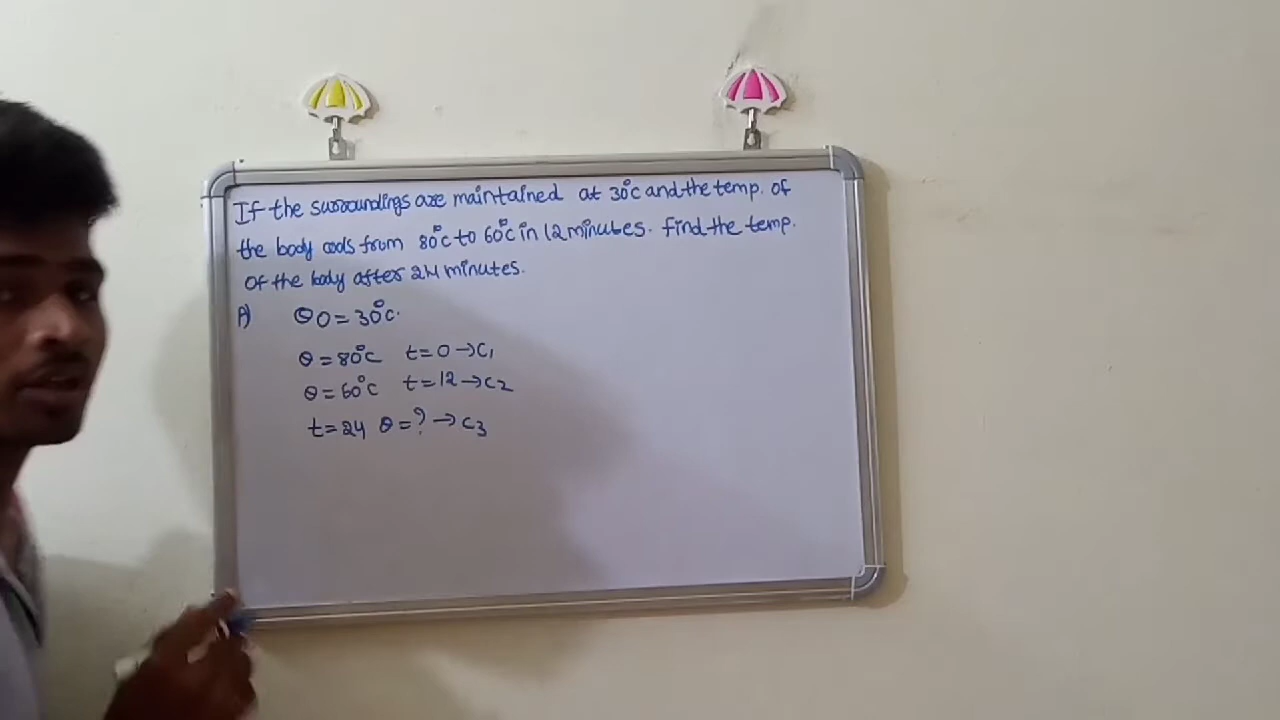 If the surroundings are maintained at 30°c and the temp. of
the body cools from 80°c to 60°c in 12 minutes. find the temp.
of the body after 24 minutes.
A) θ0 = 30°c.
θ = 80°c t = 0 → c₁
θ = 60°c t = 12 → c₂
t = 24 θ = ? → c₃